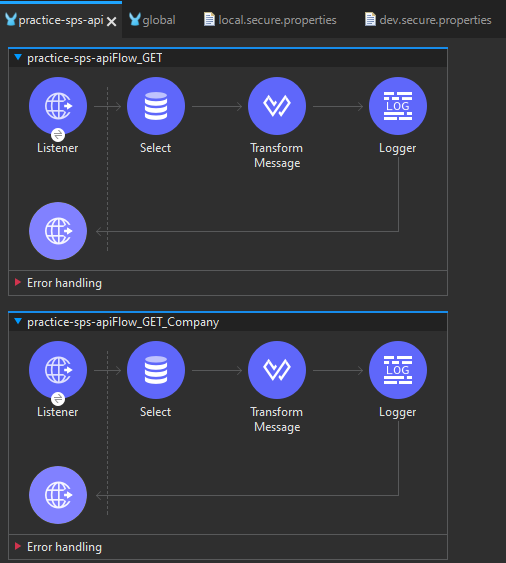 practice-sps-api
global
local.secure.properties
dev.secure.properties
practice-sps-apiFlow_GET
Listener
Select
Transform
Message
LOG
Logger
Error handling
practice-sps-apiFlow_GET_Company
Listener
Select
Transform
Message
LOG
Logger
Error handling